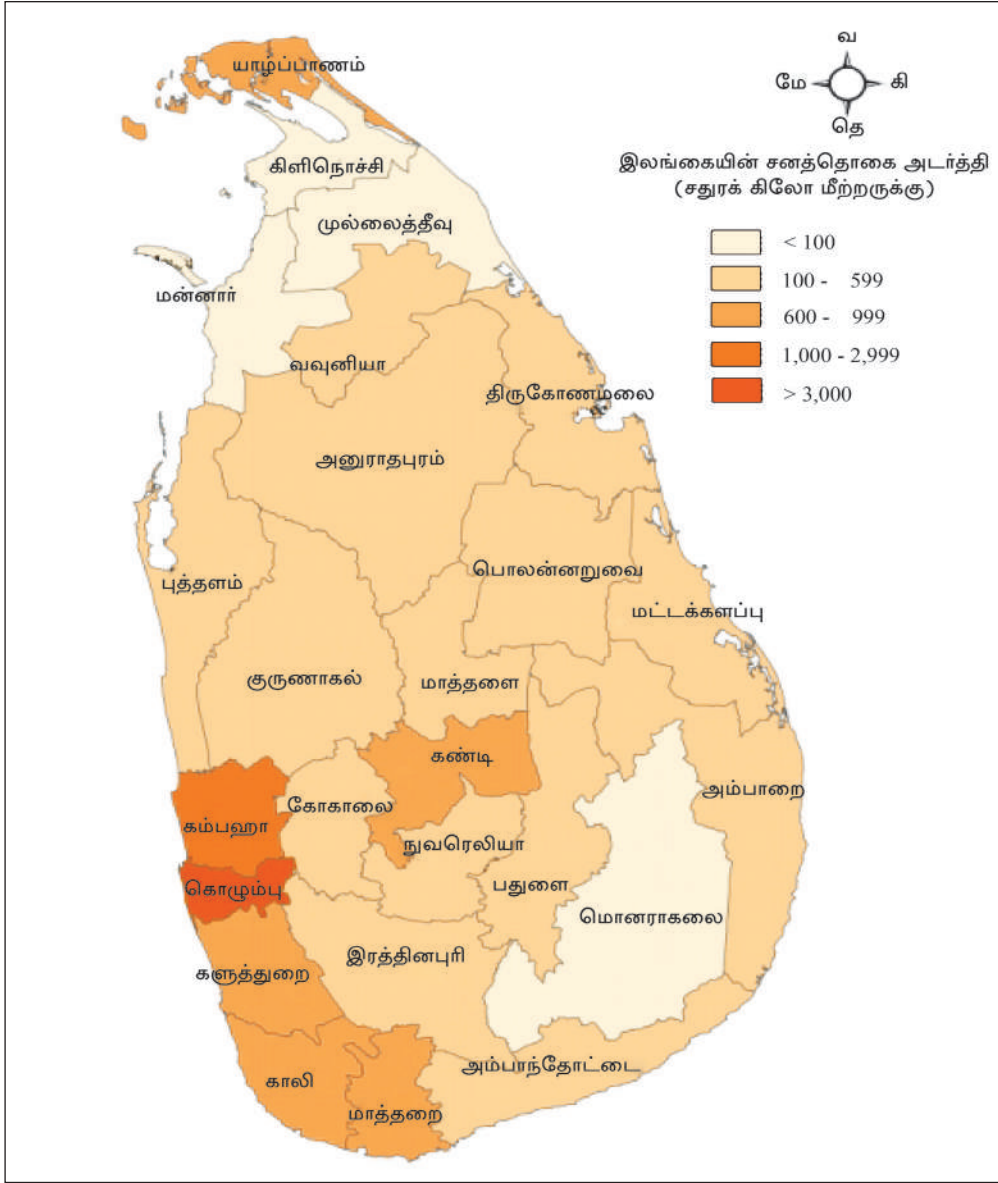 யாழ்ப்பாணம்
வ
மே
கி
தெ
கிளிநொச்சி
இலங்கையின் சனத்தொகை அடர்த்தி
(சதுரக் கிலோ மீற்றருக்கு)
முல்லைத்தீவு
< 100
மன்னார்
100 - 599
600 - 999
வவுனியா
1,000 - 2,999
திருகோணமலை
> 3,000
அனுராதபுரம்
பொலன்னறுவை
புத்தளம்
மட்டக்களப்பு
குருணாகல்
மாத்தளை
கண்டி
அம்பாறை
கோகாலை
கம்பஹா
நுவரெலியா
கொழும்பு
பதுளை
மொனராகலை
இரத்தினபுரி
களுத்துறை
அம்பாந்தோட்டை
காலி
மாத்தறை